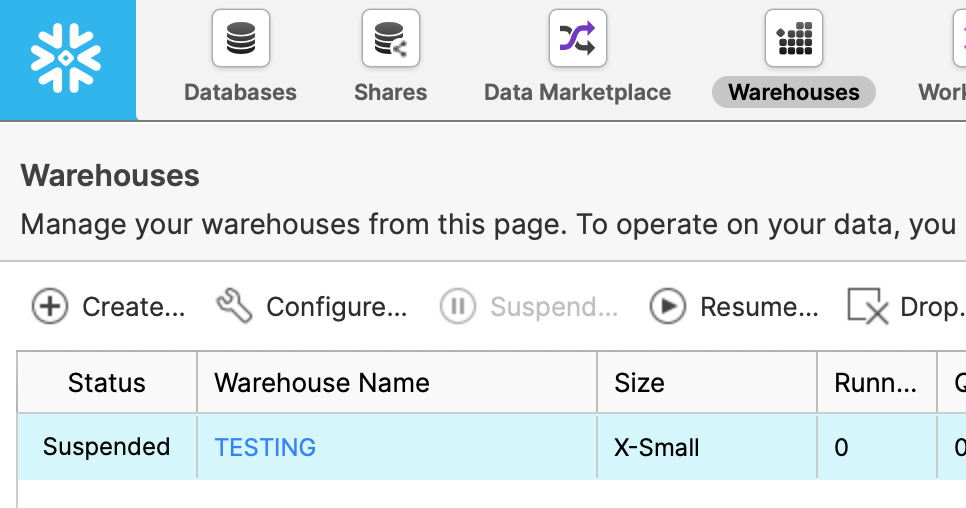 Databases Shares Data Marketplace Warehouses Work
Warehouses
Manage your warehouses from this page. To operate on your data, you
Create... Configure... Suspend... Resume... Drop.
Status Warehouse Name Size Runn... Q
Suspended TESTING X-Small 0 0